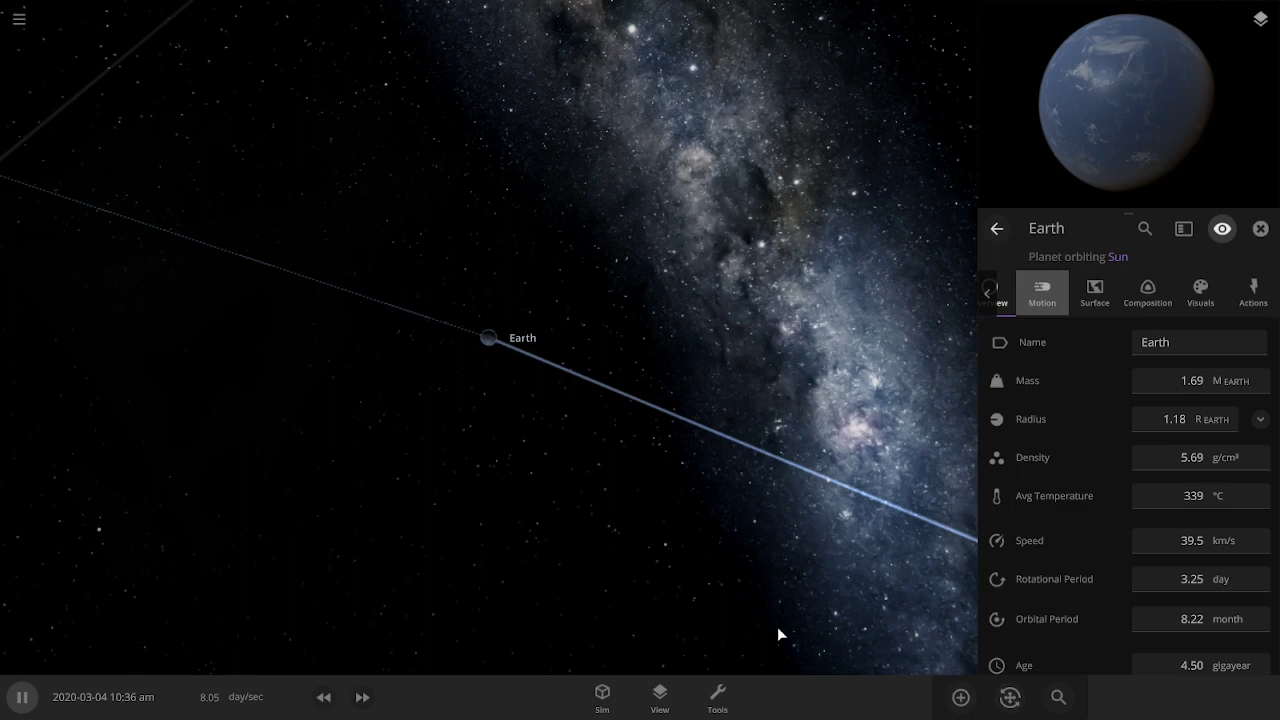 Earth
Earth
Planet orbiting Sun
ew
Motion
Surface
Composition
Visuals
Actions
Name
Earth
Mass
1.69 M EARTH
Radius
1.18 R EARTH
Density
5.69 g/cm³
Avg Temperature
339 °C
Speed
39.5 km/s
Rotational Period
3.25 day
Orbital Period
8.22 month
Age
4.50 gigayear
2020-03-04 10:36 am
8.05 day/sec
Sim
View
Tools